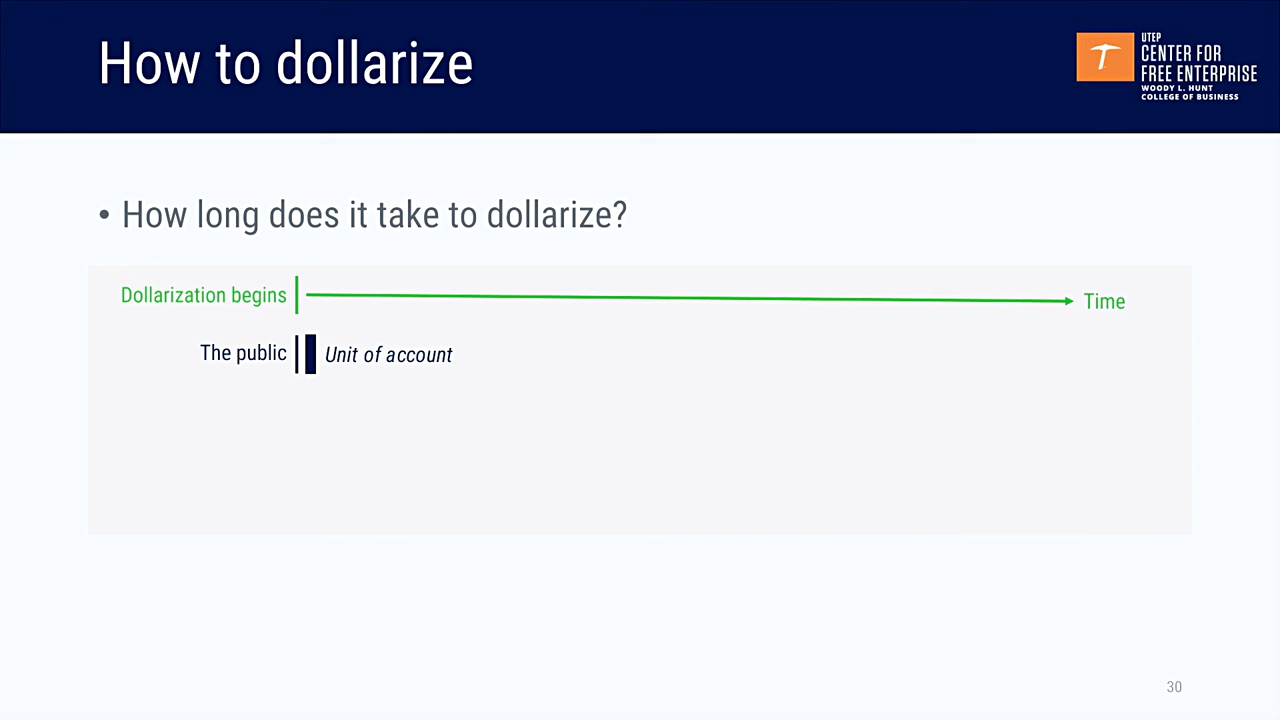 How to dollarize
UTEP
CENTER FOR
FREE ENTERPRISE
WOODY L. HUNT
COLLEGE OF BUSINESS
• How long does it take to dollarize?
Dollarization begins
Time
The public
Unit of account
30